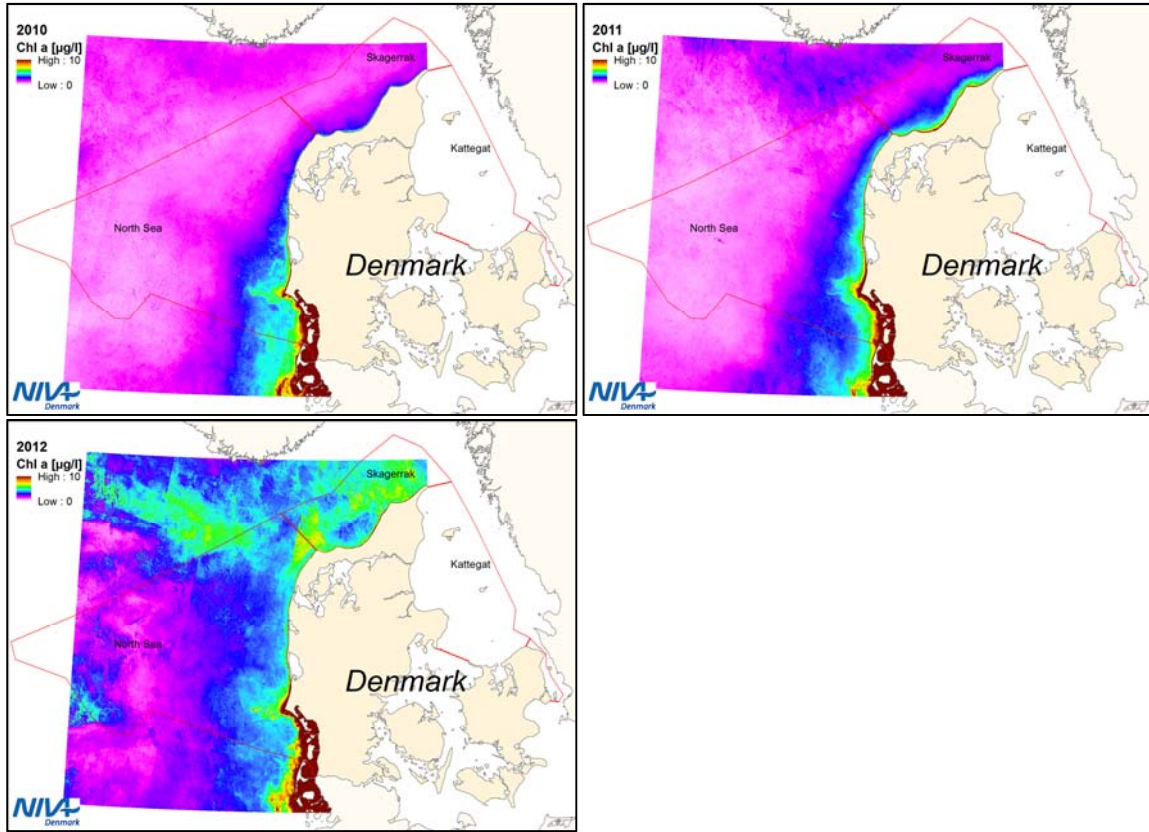 2010
Chl a [µg/l]
High : 10
Low : 0
Skagerrak
Kattegat
North Sea
Denmark
NIVA
Denmark
2011
Chl a [µg/l]
High : 10
Low : 0
Skagerrak
Kattegat
North Sea
Denmark
NIVA
Denmark
2012
Chl a [µg/l]
High : 10
Low : 0
Skagerrak
Kattegat
North Sea
Denmark
NIVA
Denmark